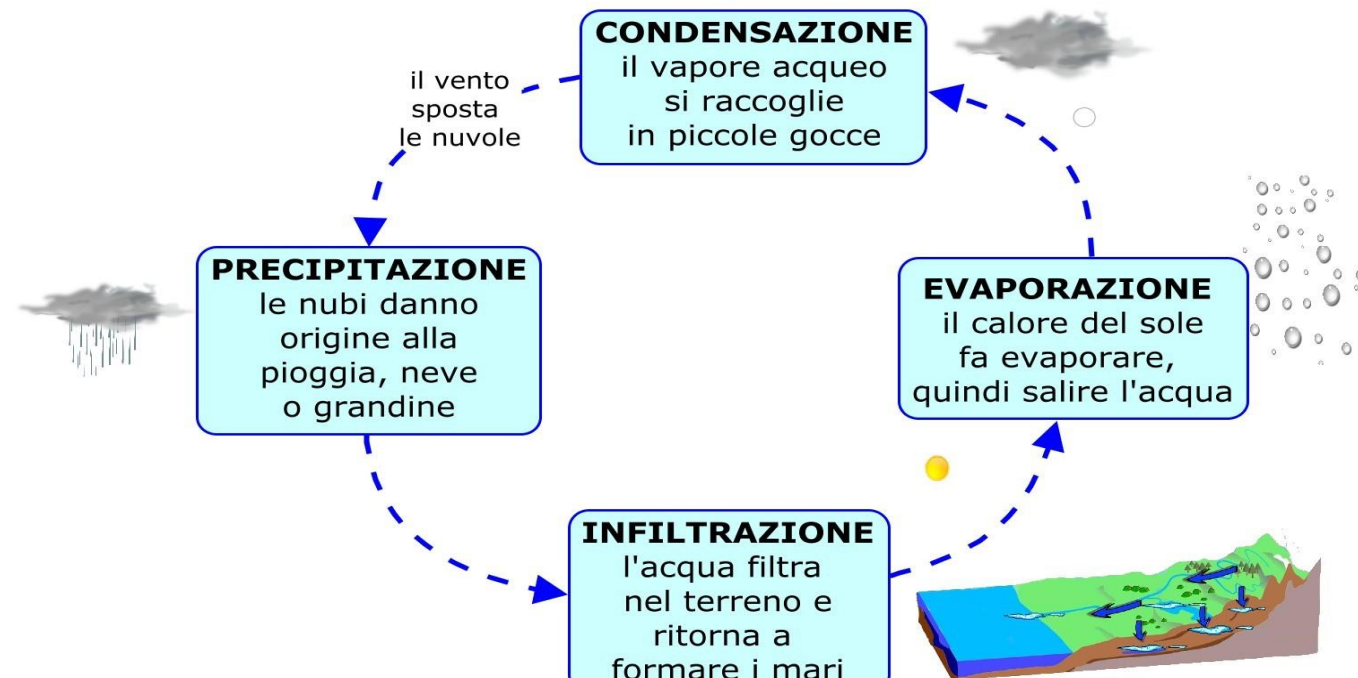 CONDENSAZIONE
il vapore acqueo
si raccoglie
in piccole gocce
il vento
sposta
le nuvole
PRECIPITAZIONE
le nubi danno
origine alla
pioggia, neve
o grandine
EVAPORAZIONE
il calore del sole
fa evaporare,
quindi salire l'acqua
INFILTRAZIONE
l'acqua filtra
nel terreno e
ritorna a
formare i mari